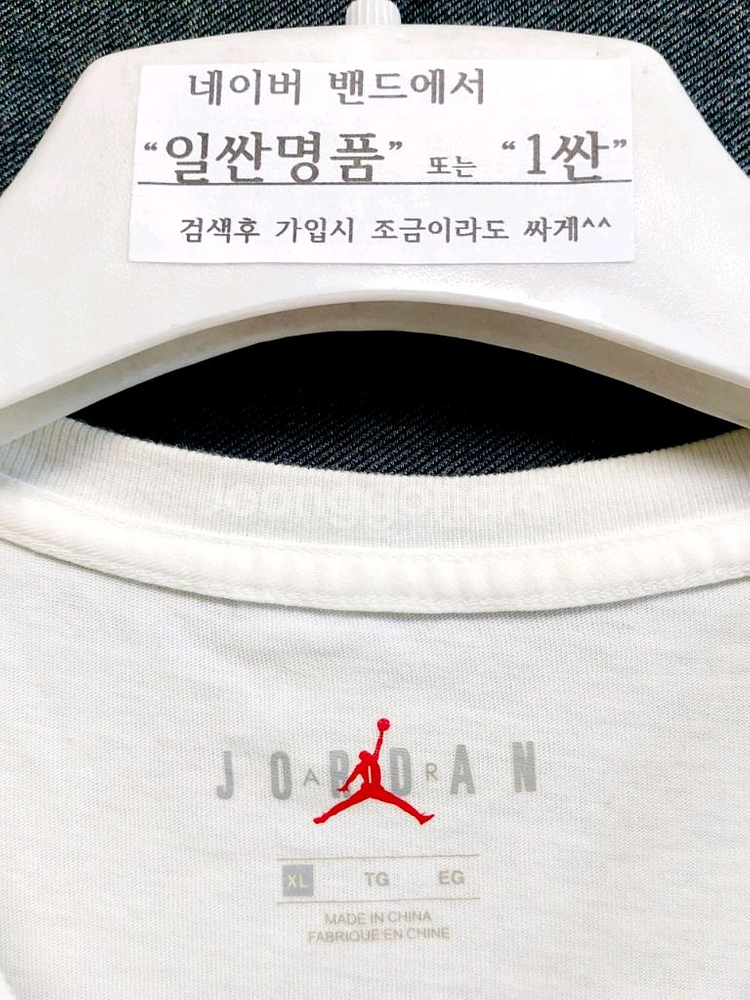 네이버 밴드에서
“일싼명품” 또는 “1싼”
검색후 가입시 조금이라도 싸게^^
joonggonara
JORDAN
AIR
XL TG EG
MADE IN CHINA
FABRIQUE EN CHINE